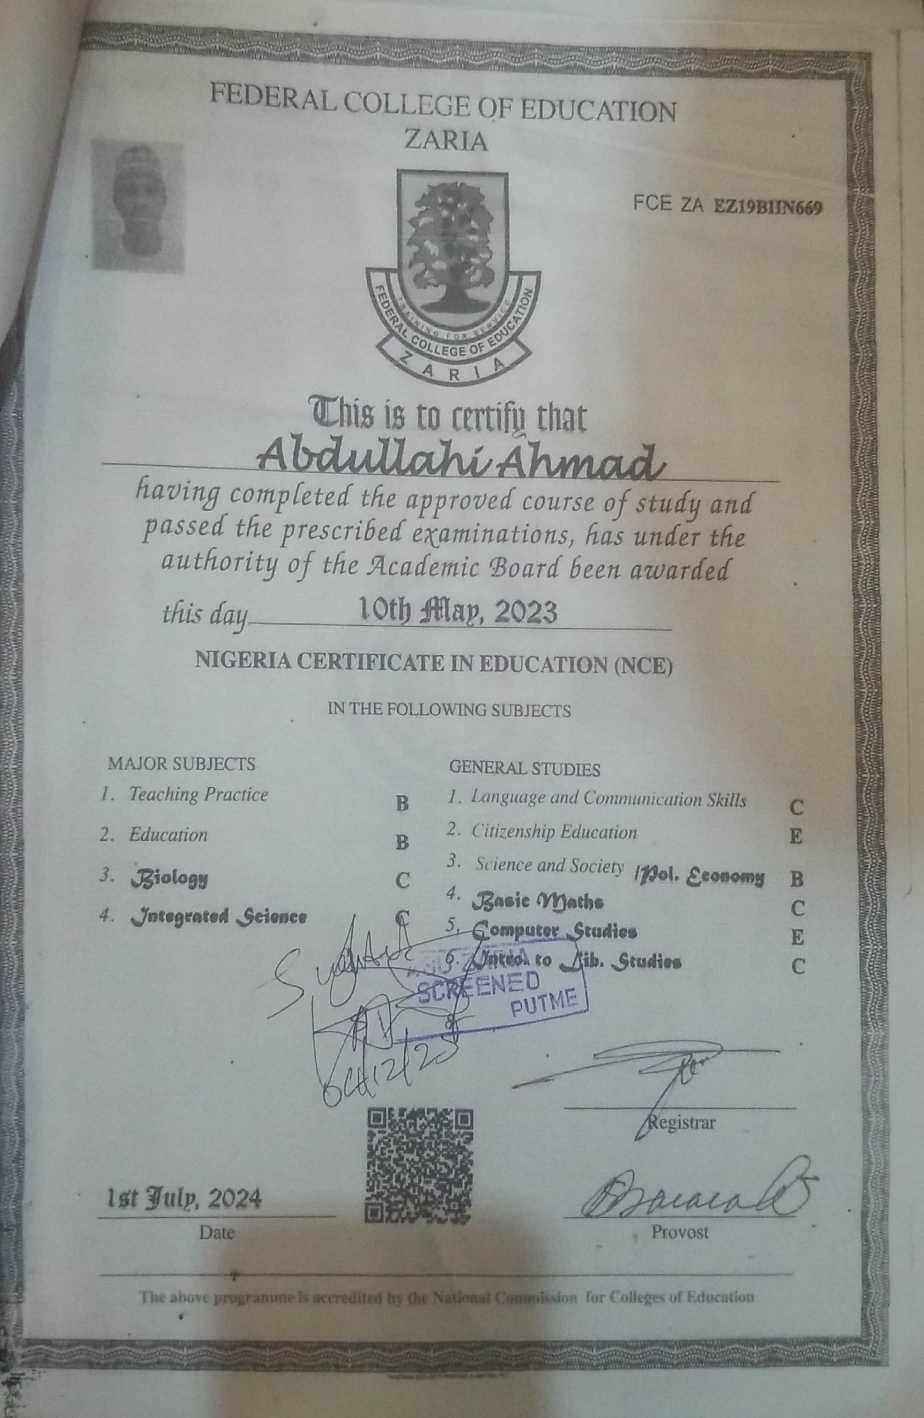 FEDERAL COLLEGE OF EDUCATION
ZARIA
FCE ZA EZ19BIIN669
TRAINING FOR SERVICE
FEDERAL COLLEGE OF EDUCATION
ZARIA
This is to certify that
Abdullahi Ahmad
having completed the approved course of study and
passed the prescribed examinations, has under the
authority of the Academic Board been awarded
this day 10th May, 2023
NIGERIA CERTIFICATE IN EDUCATION (NCE)
IN THE FOLLOWING SUBJECTS
MAJOR SUBJECTS
1. Teaching Practice B
2. Education B
3. Biology C
4. Integrated Science C
GENERAL STUDIES
1. Language and Communication Skills C
2. Citizenship Education E
3. Science and Society /Pol. Economy B
4. Basic Maths C
5. Computer Studies E
6. Intro. to Lib. Studies C
SCREENED
PUTME
Registrar
1st July, 2024
Date
Provost
The above programme is accredited by the National Commission for Colleges of Education